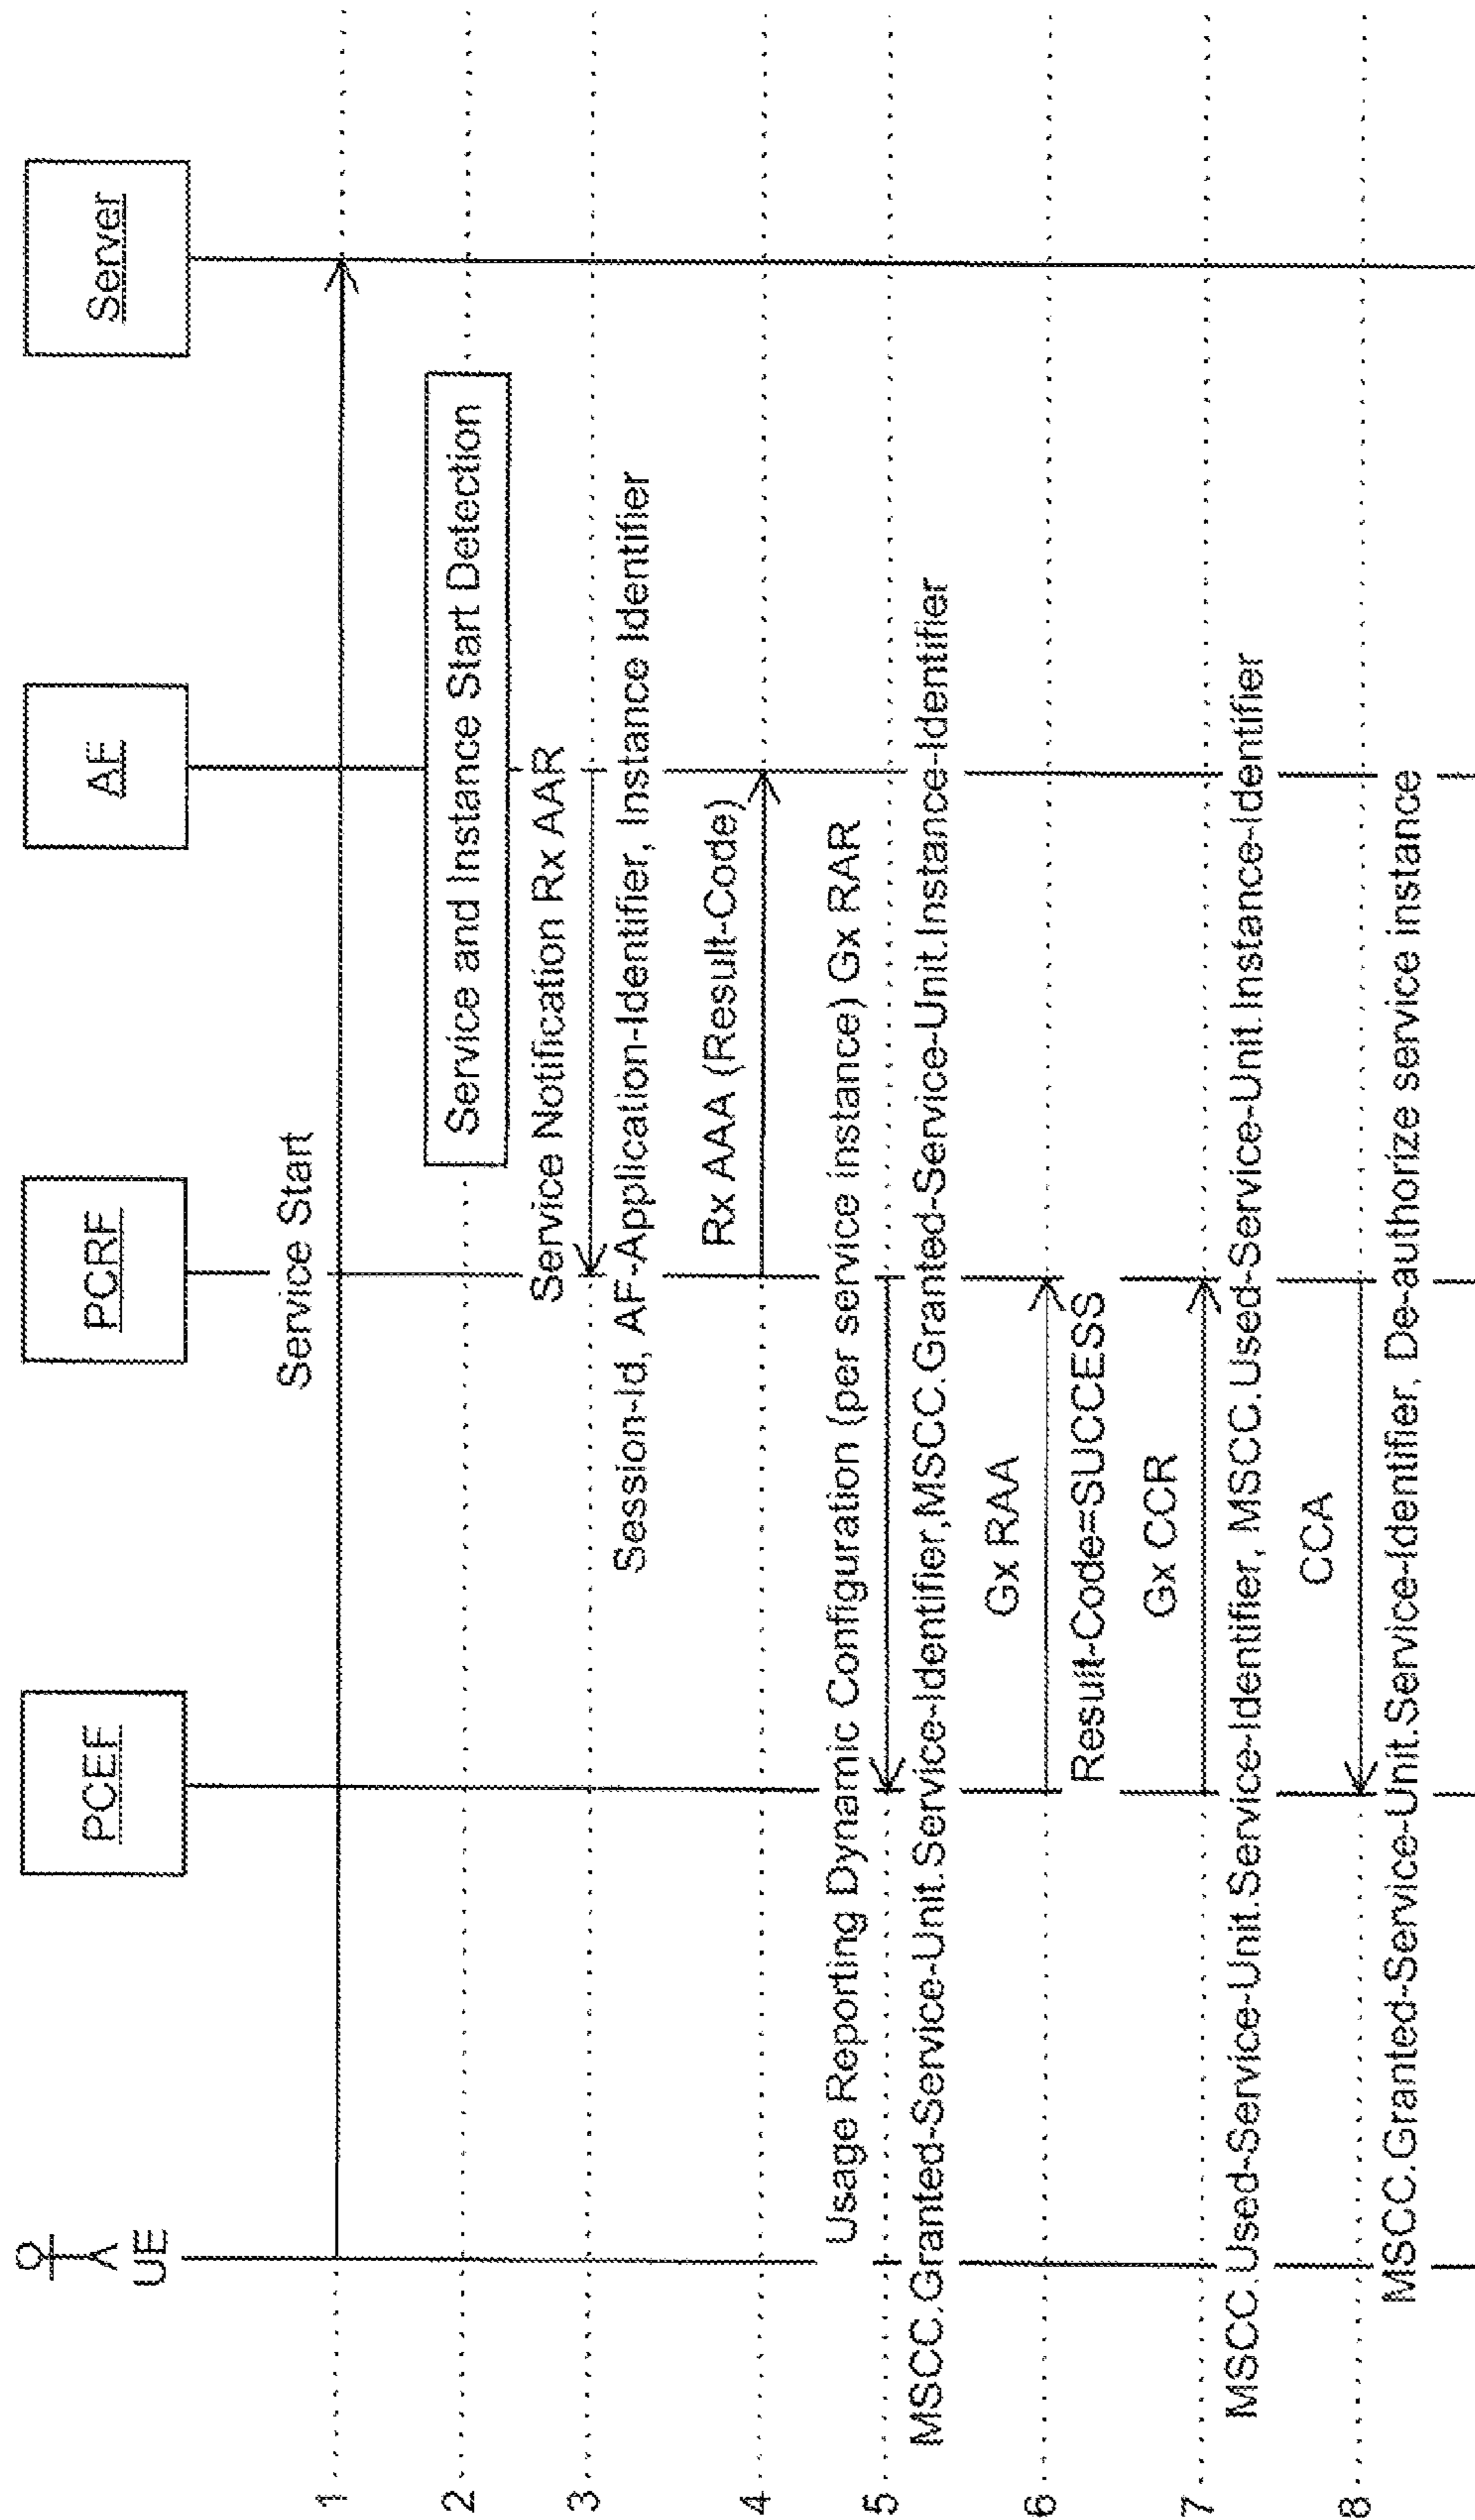 UE
PCEF
PCRF
AF
Server
1
Service Start
2
Service and Instance Start Detection
3
Service Notification Rx AAR
Session-Id, AF-Application-Identifier, Instance Identifier
4
Rx AAA (Result-Code)
5
Usage Reporting Dynamic Configuration (per service instance) Gx RAR
MSCC.Granted-Service-Unit.Service-Identifier,MSCC.Granted-Service-Unit.Instance-Identifier
6
Gx RAA
Result-Code=SUCCESS
7
Gx CCR
MSCC.Used-Service-Unit.Service-Identifier, MSCC.Used-Service-Unit.Instance-Identifier
8
CCA
MSCC.Granted-Service-Unit.Service-Identifier, De-authorize service instance